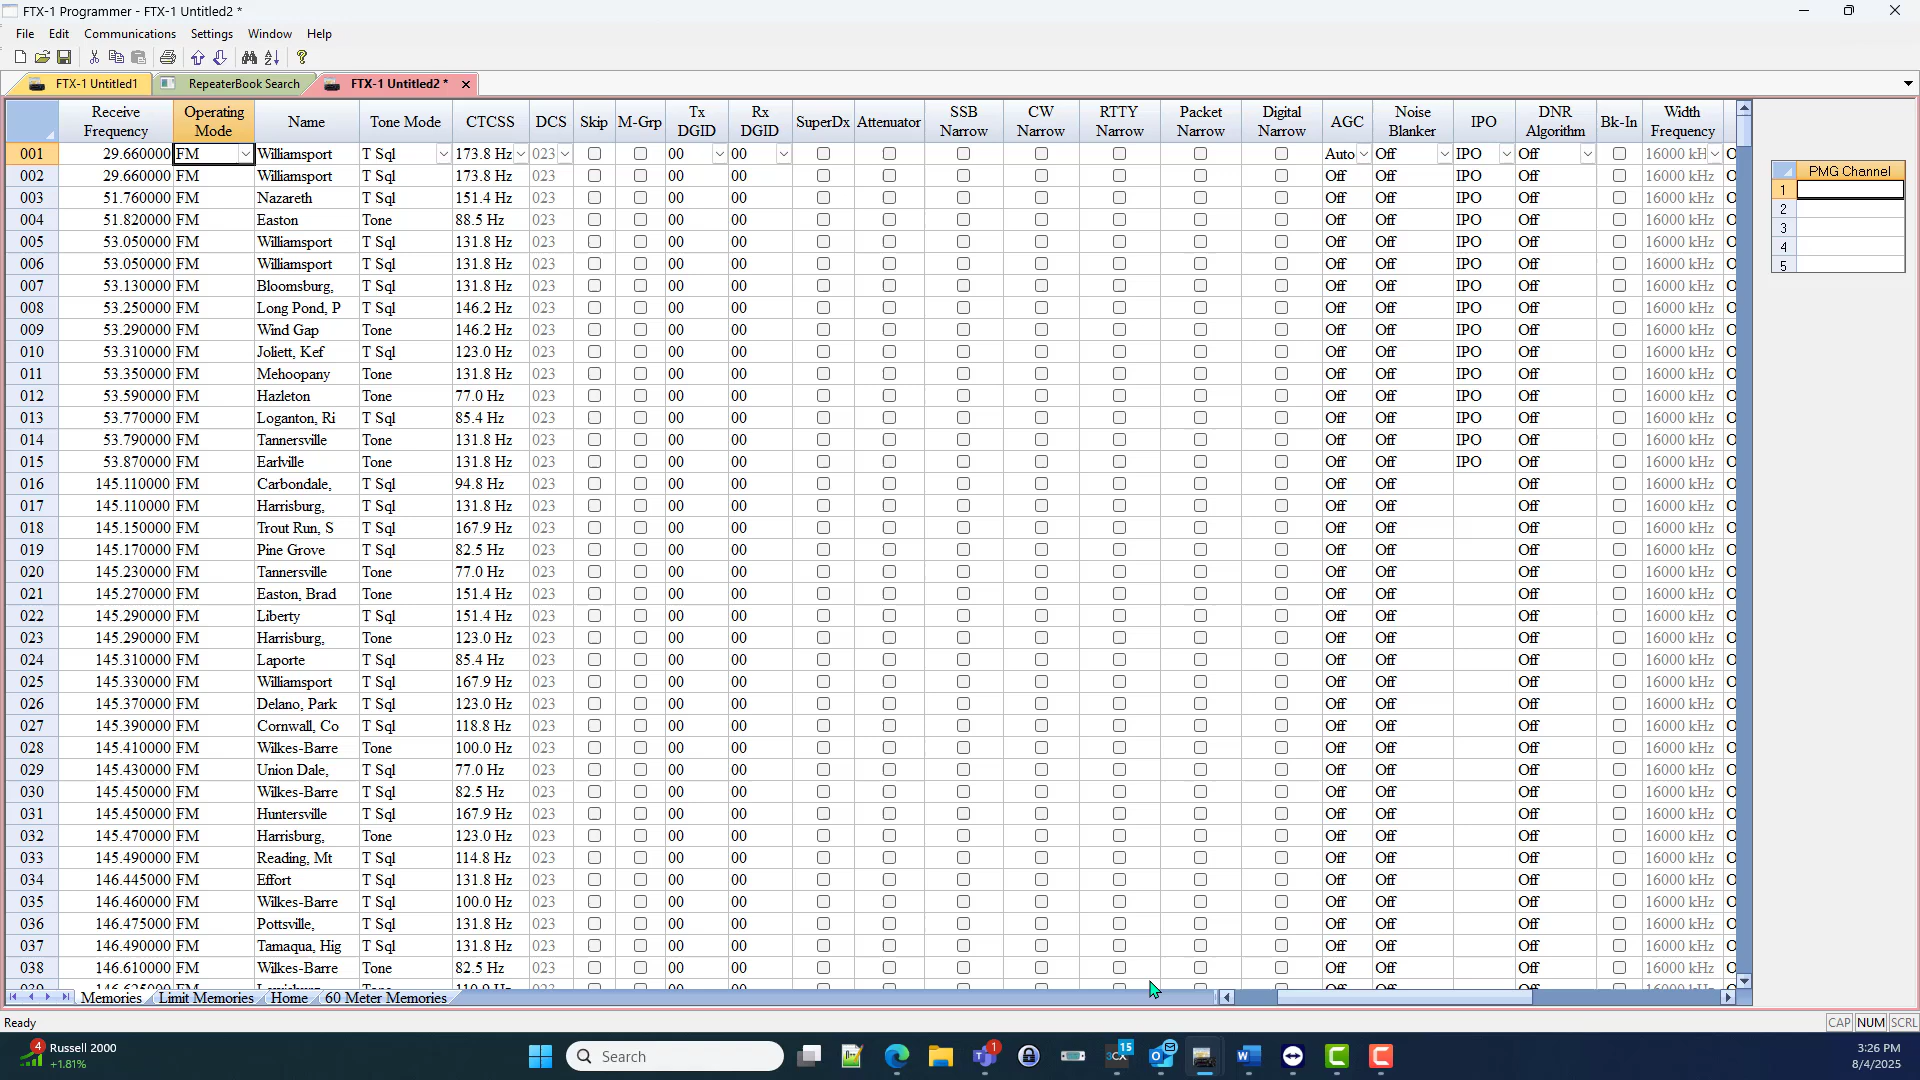 FTX-1 Programmer - FTX-1 Untitled2 *
File Edit Communications Settings Window Help
FTX-1 Untitled1 RepeaterBook Search FTX-1 Untitled2 *
Receive Frequency Operating Mode Name Tone Mode CTCSS DCS Skip M-Grp Tx DGID Rx DGID SuperDx Attenuator SSB Narrow CW Narrow RTTY Narrow Packet Narrow Digital Narrow AGC Noise Blanker IPO DNR Algorithm Bk-In Width Frequency
001 29.660000 FM Williamsport T Sql 173.8 Hz 023 00 00 Auto Off IPO Off 16000 kH
002 29.660000 FM Williamsport T Sql 173.8 Hz 023 00 00 Off Off IPO Off 16000 kHz
003 51.760000 FM Nazareth T Sql 151.4 Hz 023 00 00 Off Off IPO Off 16000 kHz
004 51.820000 FM Easton Tone 88.5 Hz 023 00 00 Off Off IPO Off 16000 kHz
005 53.050000 FM Williamsport T Sql 131.8 Hz 023 00 00 Off Off IPO Off 16000 kHz
006 53.050000 FM Williamsport T Sql 131.8 Hz 023 00 00 Off Off IPO Off 16000 kHz
007 53.130000 FM Bloomsburg, T Sql 131.8 Hz 023 00 00 Off Off IPO Off 16000 kHz
008 53.250000 FM Long Pond, P T Sql 146.2 Hz 023 00 00 Off Off IPO Off 16000 kHz
009 53.290000 FM Wind Gap Tone 146.2 Hz 023 00 00 Off Off IPO Off 16000 kHz
010 53.310000 FM Joliett, Kef T Sql 123.0 Hz 023 00 00 Off Off IPO Off 16000 kHz
011 53.350000 FM Mehoopany Tone 131.8 Hz 023 00 00 Off Off IPO Off 16000 kHz
012 53.590000 FM Hazleton Tone 77.0 Hz 023 00 00 Off Off IPO Off 16000 kHz
013 53.770000 FM Loganton, Ri T Sql 85.4 Hz 023 00 00 Off Off IPO Off 16000 kHz
014 53.790000 FM Tannersville Tone 131.8 Hz 023 00 00 Off Off IPO Off 16000 kHz
015 53.870000 FM Earlville Tone 131.8 Hz 023 00 00 Off Off IPO Off 16000 kHz
016 145.110000 FM Carbondale, T Sql 94.8 Hz 023 00 00 Off Off Off 16000 kHz
017 145.110000 FM Harrisburg, T Sql 131.8 Hz 023 00 00 Off Off Off 16000 kHz
018 145.150000 FM Trout Run, S T Sql 167.9 Hz 023 00 00 Off Off Off 16000 kHz
019 145.170000 FM Pine Grove T Sql 82.5 Hz 023 00 00 Off Off Off 16000 kHz
020 145.230000 FM Tannersville Tone 77.0 Hz 023 00 00 Off Off Off 16000 kHz
021 145.270000 FM Easton, Brad Tone 151.4 Hz 023 00 00 Off Off Off 16000 kHz
022 145.290000 FM Liberty T Sql 151.4 Hz 023 00 00 Off Off Off 16000 kHz
023 145.290000 FM Harrisburg, Tone 123.0 Hz 023 00 00 Off Off Off 16000 kHz
024 145.310000 FM Laporte T Sql 85.4 Hz 023 00 00 Off Off Off 16000 kHz
025 145.330000 FM Williamsport T Sql 167.9 Hz 023 00 00 Off Off Off 16000 kHz
026 145.370000 FM Delano, Park T Sql 123.0 Hz 023 00 00 Off Off Off 16000 kHz
027 145.390000 FM Cornwall, Co T Sql 118.8 Hz 023 00 00 Off Off Off 16000 kHz
028 145.410000 FM Wilkes-Barre Tone 100.0 Hz 023 00 00 Off Off Off 16000 kHz
029 145.430000 FM Union Dale, T Sql 77.0 Hz 023 00 00 Off Off Off 16000 kHz
030 145.450000 FM Wilkes-Barre T Sql 82.5 Hz 023 00 00 Off Off Off 16000 kHz
031 145.450000 FM Huntersville T Sql 167.9 Hz 023 00 00 Off Off Off 16000 kHz
032 145.470000 FM Harrisburg, Tone 123.0 Hz 023 00 00 Off Off Off 16000 kHz
033 145.490000 FM Reading, Mt T Sql 114.8 Hz 023 00 00 Off Off Off 16000 kHz
034 146.445000 FM Effort T Sql 131.8 Hz 023 00 00 Off Off Off 16000 kHz
035 146.460000 FM Wilkes-Barre T Sql 100.0 Hz 023 00 00 Off Off Off 16000 kHz
036 146.475000 FM Pottsville, T Sql 131.8 Hz 023 00 00 Off Off Off 16000 kHz
037 146.490000 FM Tamaqua, Hig T Sql 131.8 Hz 023 00 00 Off Off Off 16000 kHz
038 146.610000 FM Wilkes-Barre Tone 82.5 Hz 023 00 00 Off Off Off 16000 kHz
PMG Channel
1
2
3
4
5
Memories Limit Memories Home 60 Meter Memories
Ready CAP NUM SCRL
4 Russell 2000
+1.81%
Search
1
15
3CX
3:26 PM
8/4/2025